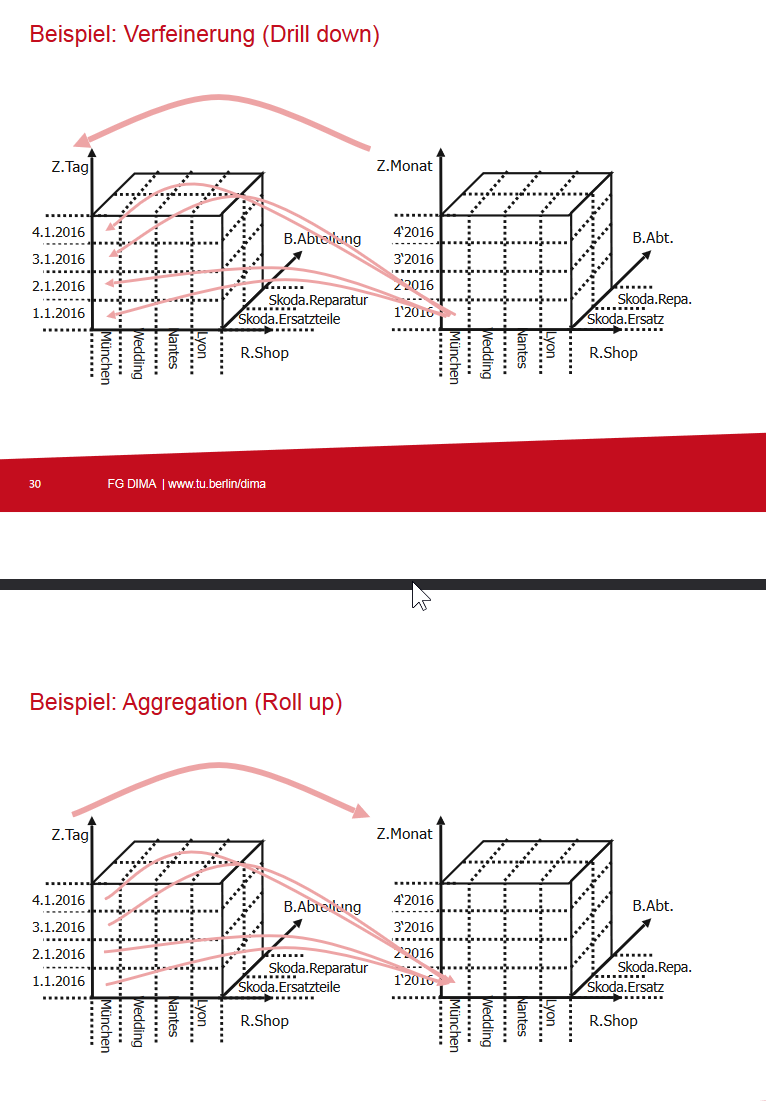 Beispiel: Verfeinerung (Drill down)
Z.Tag
4.1.2016
3.1.2016
2.1.2016
1.1.2016
B.Abteilung
Skoda.Reparatur
Skoda.Ersatzteile
München
Wedding
Nantes
Lyon
R.Shop
Z.Monat
4‘2016
3‘2016
2‘2016
1‘2016
B.Abt.
Skoda.Repa.
Skoda.Ersatz
München
Wedding
Nantes
Lyon
R.Shop
30 FG DIMA | www.tu.berlin/dima
Beispiel: Aggregation (Roll up)
Z.Tag
4.1.2016
3.1.2016
2.1.2016
1.1.2016
B.Abteilung
Skoda.Reparatur
Skoda.Ersatzteile
München
Wedding
Nantes
Lyon
R.Shop
Z.Monat
4‘2016
3‘2016
2‘2016
1‘2016
B.Abt.
Skoda.Repa.
Skoda.Ersatz
München
Wedding
Nantes
Lyon
R.Shop